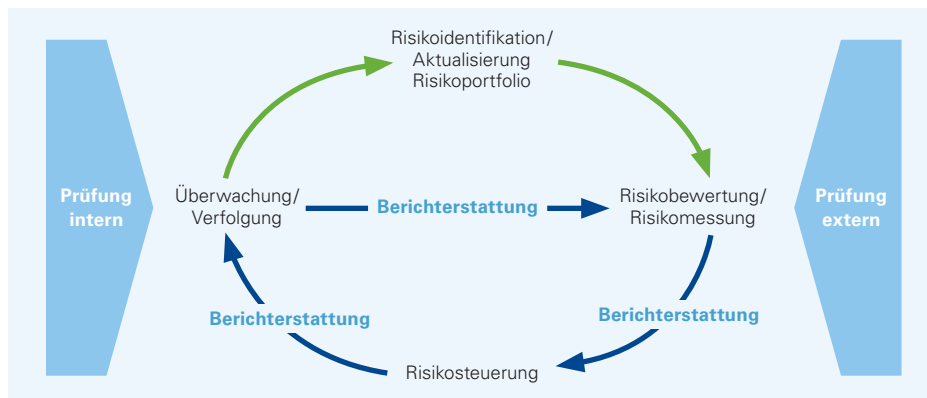 Risikoidentifikation/
Aktualisierung
Risikoportfolio
Prüfung
intern
Überwachung/
Verfolgung
Berichterstattung
Risikobewertung/
Risikomessung
Prüfung
extern
Berichterstattung
Berichterstattung
Risikosteuerung